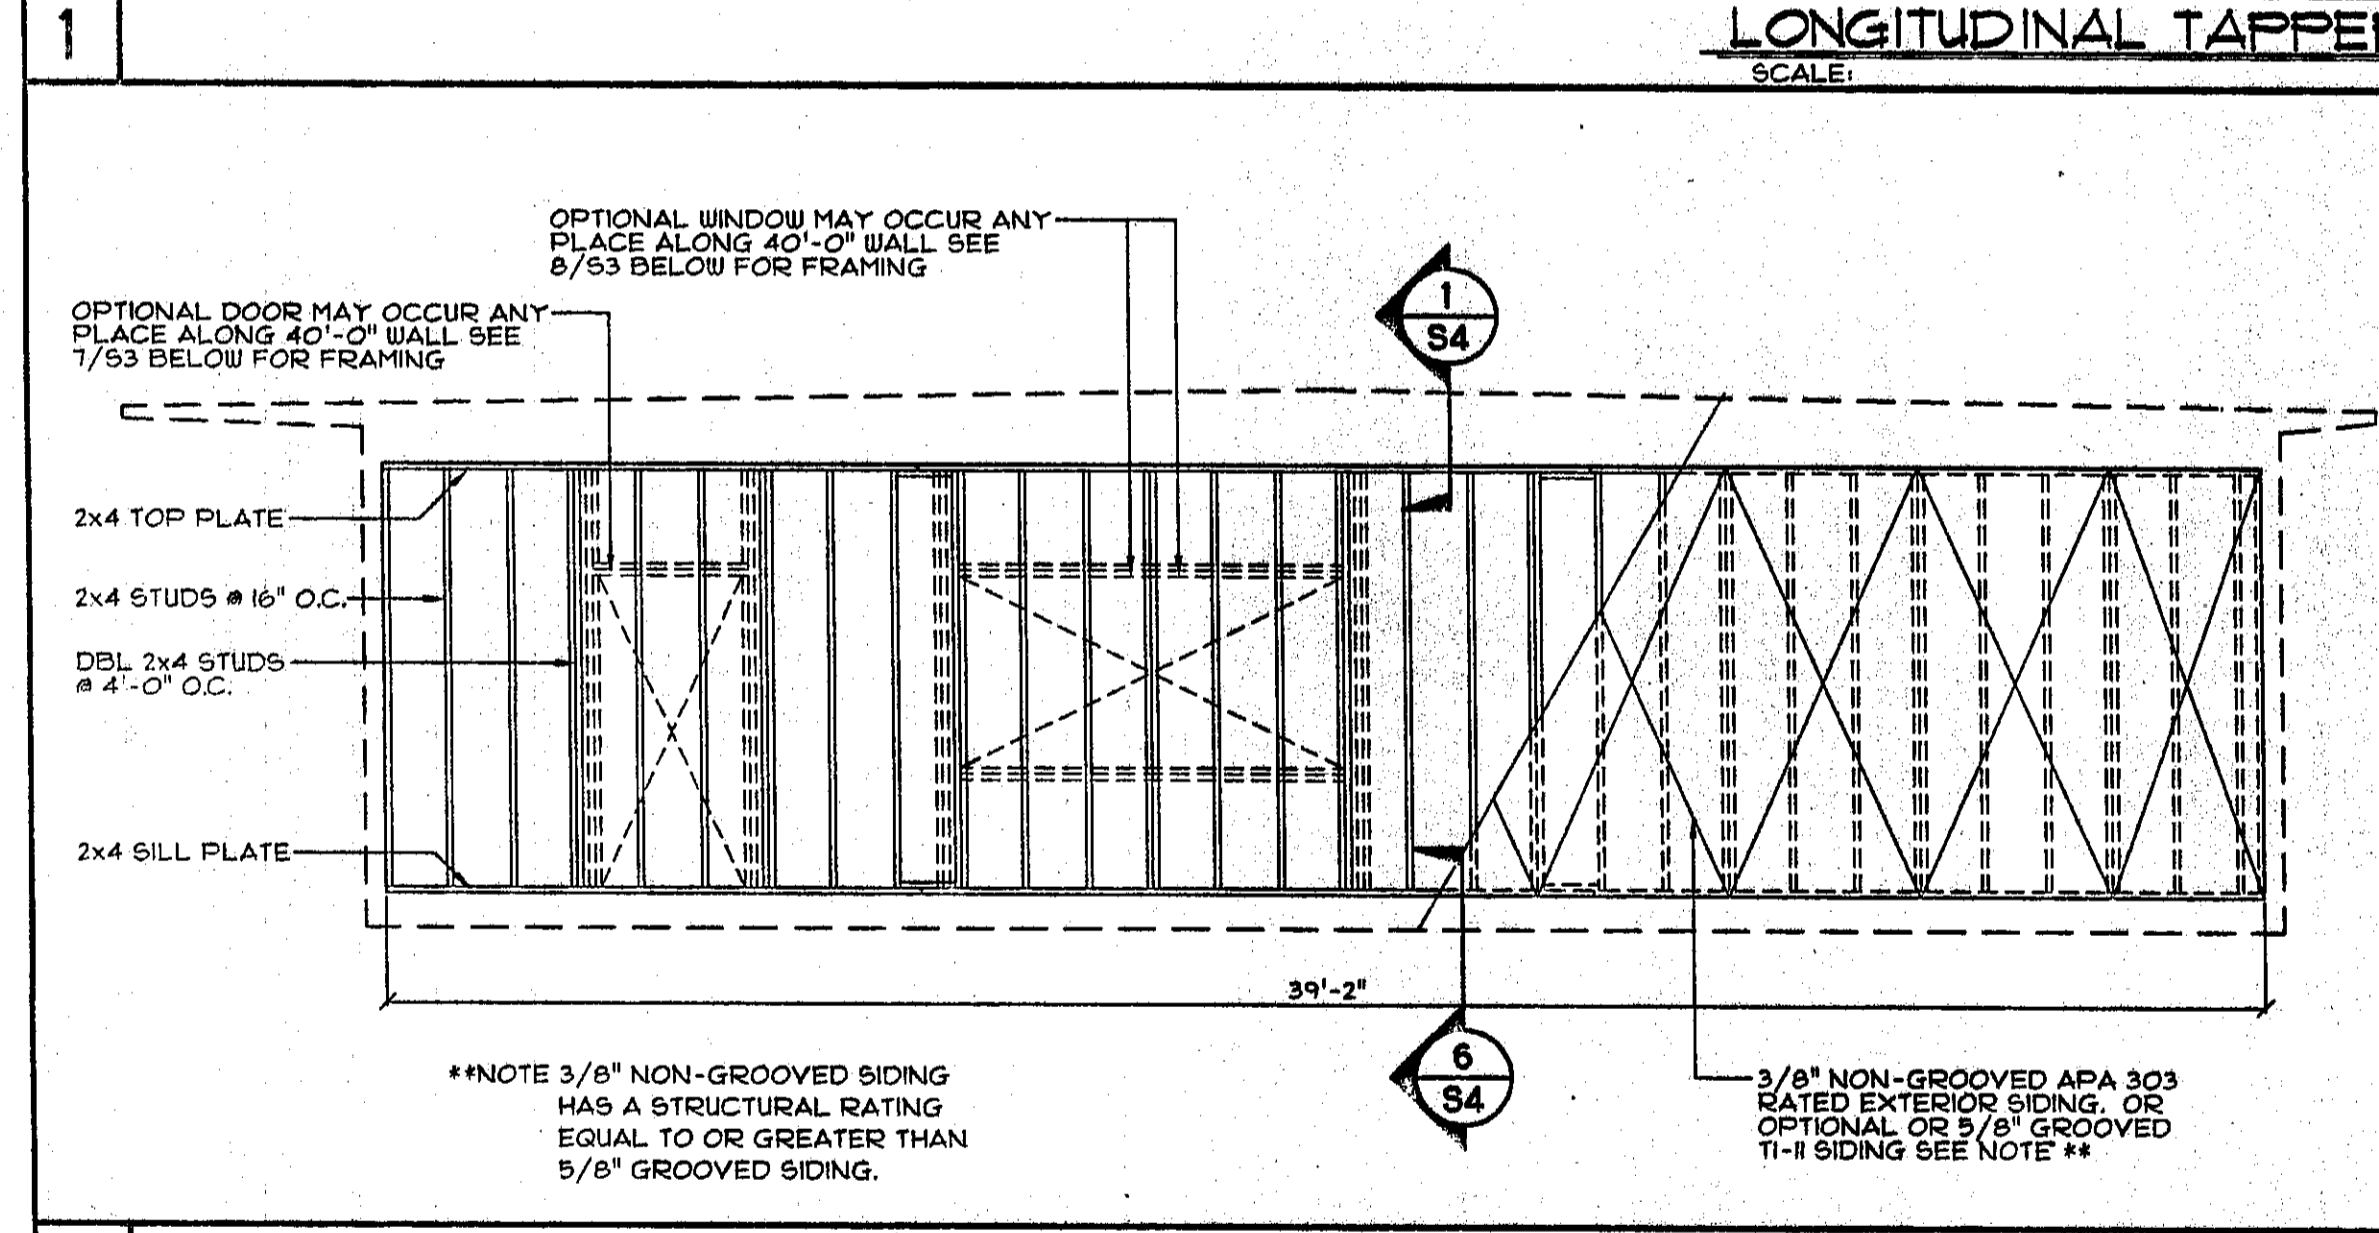 1
LONGITUDINAL TAPPE
SCALE:
OPTIONAL WINDOW MAY OCCUR ANY
PLACE ALONG 40'-0" WALL SEE
8/S3 BELOW FOR FRAMING
OPTIONAL DOOR MAY OCCUR ANY
PLACE ALONG 40'-0" WALL SEE
7/S3 BELOW FOR FRAMING
1
S4
2x4 TOP PLATE
2x4 STUDS @ 16" O.C.
DBL 2x4 STUDS
@ 4'-0" O.C.
2x4 SILL PLATE
39'-2"
6
S4
**NOTE 3/8" NON-GROOVED SIDING
HAS A STRUCTURAL RATING
EQUAL TO OR GREATER THAN
5/8" GROOVED SIDING.
3/8" NON-GROOVED APA 303
RATED EXTERIOR SIDING. OR
OPTIONAL OR 5/8" GROOVED
T1-11 SIDING SEE NOTE **